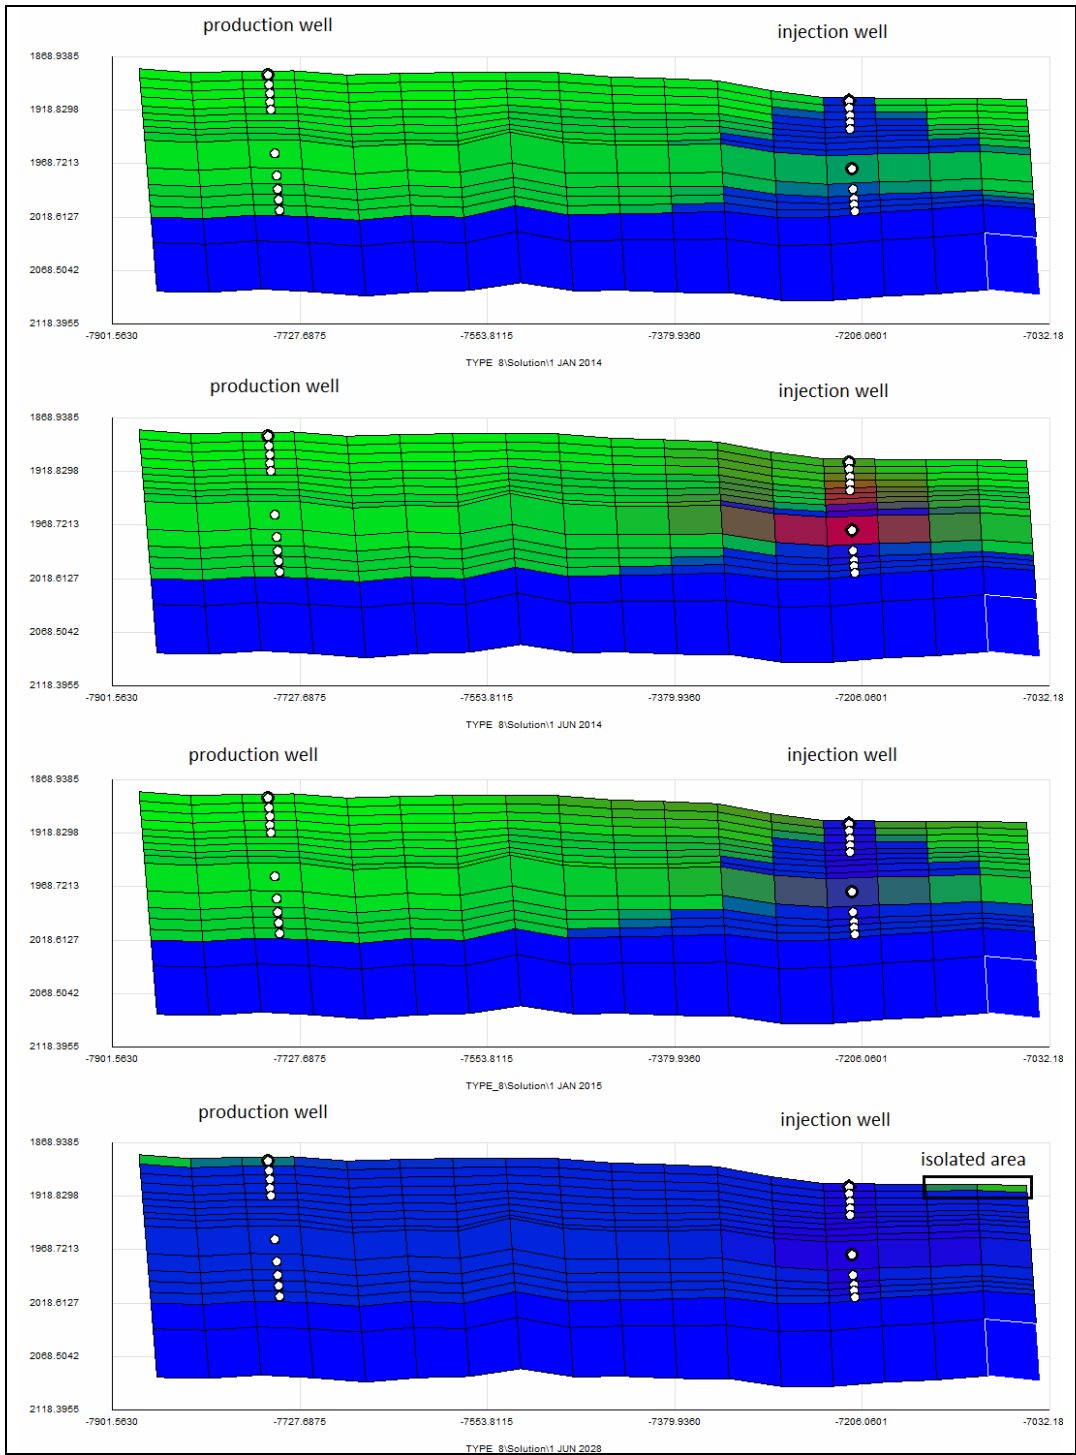 production well
injection well
1868.9385
1918.8298
1968.7213
2018.6127
2068.5042
2118.3955
-7901.5630 -7727.6875 -7553.8115 -7379.9360 -7206.0601 -7032.18
TYPE_8\Solution\1 JAN 2014
production well
injection well
1868.9385
1918.8298
1968.7213
2018.6127
2068.5042
2118.3955
-7901.5630 -7727.6875 -7553.8115 -7379.9360 -7206.0601 -7032.18
TYPE_8\Solution\1 JUN 2014
production well injection well
1868.9385
1918.8298
1968.7213
2018.6127
2068.5042
2118.3955
-7901.5630 -7727.6875 -7553.8115 -7379.9360 -7206.0601 -7032.18
TYPE_8\Solution\1 JAN 2015
production well
injection well
1868.9385
isolated area
1918.8298
1968.7213
2018.6127
2068.5042
2118.3955
-7901.5630 -7727.6875 -7553.8115 -7379.9360 -7206.0601 -7032.18
TYPE_8\Solution\1 JUN 2028